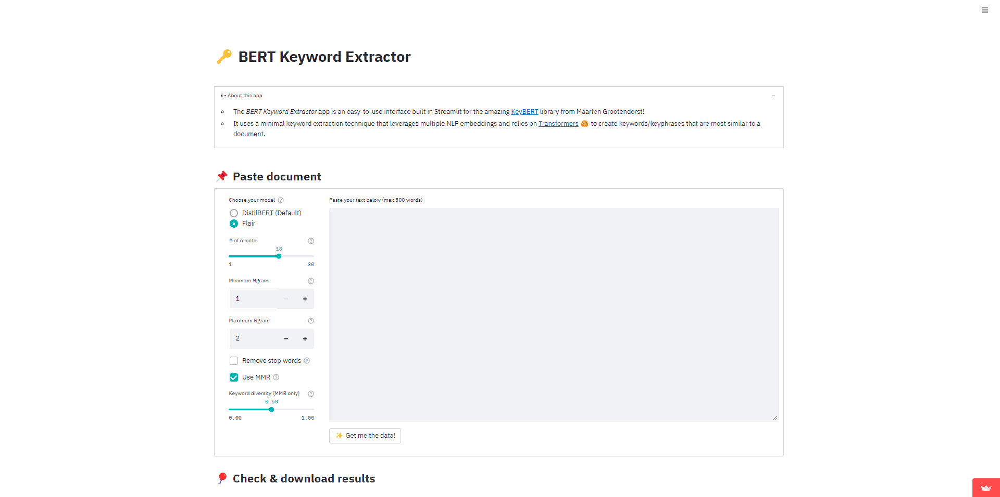 🔑 BERT Keyword Extractor
ℹ - About this app
The BERT Keyword Extractor app is an easy-to-use interface built in Streamlit for the amazing KeyBERT library from Maarten Grootendorst!
It uses a minimal keyword extraction technique that leverages multiple NLP embeddings and relies on Transformers 🤗 to create keywords/keyphrases that are most similar to a
document.
📌 Paste document
Choose your model
DistilBERT (Default)
Flair
# of results
18
1 30
Minimum Ngram
1
Maximum Ngram
2
Remove stop words
Use MMR
Keyword diversity (MMR only)
0.50
0.00 1.00
Paste your text below (max 500 words)
✨ Get me the data!
🎈 Check & download results